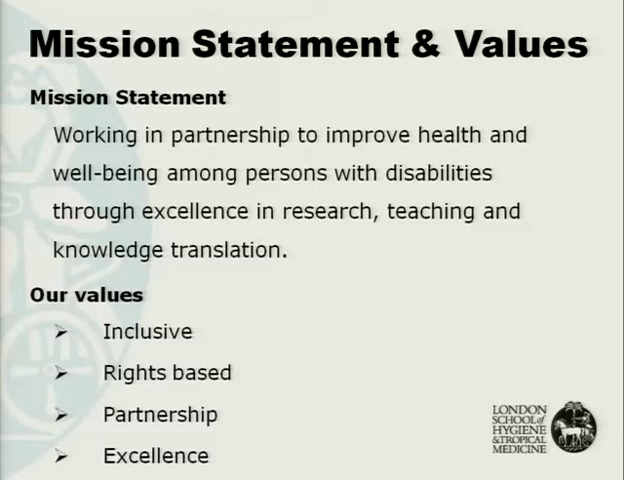 Mission Statement & Values
Mission Statement
Working in partnership to improve health and
well-being among persons with disabilities
through excellence in research, teaching and
knowledge translation.
Our values
Inclusive
Rights based
Partnership
Excellence
LONDON
SCHOOL of
HYGIENE
& TROPICAL
MEDICINE